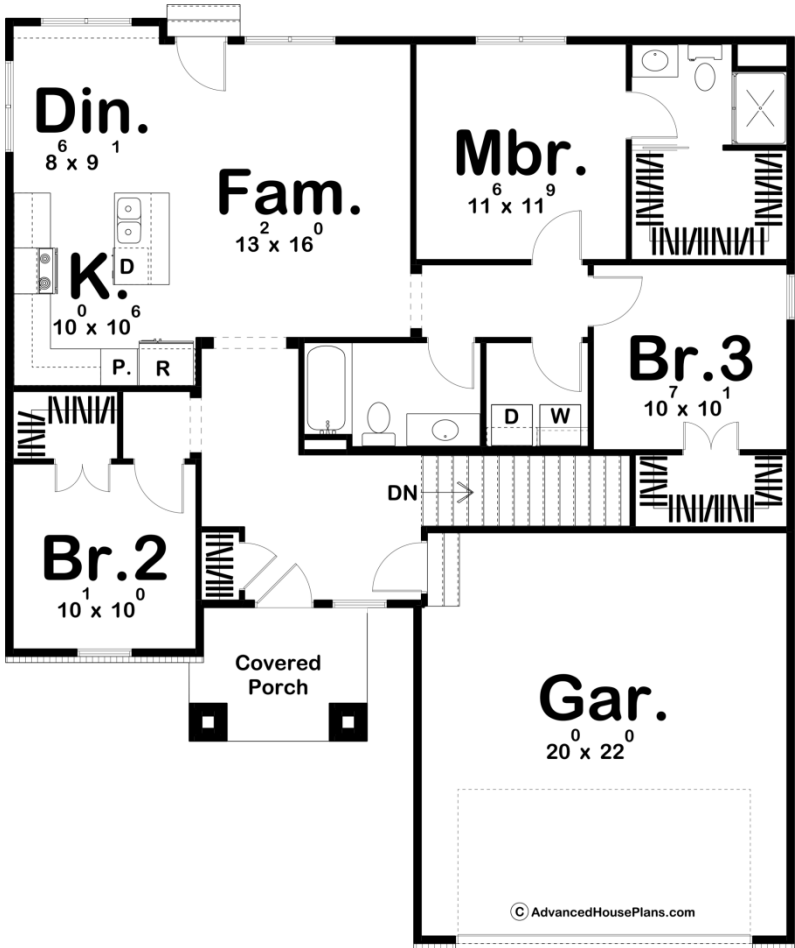 Din.
8⁶ x 9¹
Fam.
13² x 16⁰
Mbr.
11⁶ x 11⁹
D
K.
10⁰ x 10⁶
P.
R
Br.3
10⁷ x 10¹
D
W
DN
Br.2
10¹ x 10⁰
Covered
Porch
Gar.
20⁰ x 22⁰
© AdvancedHousePlans.com